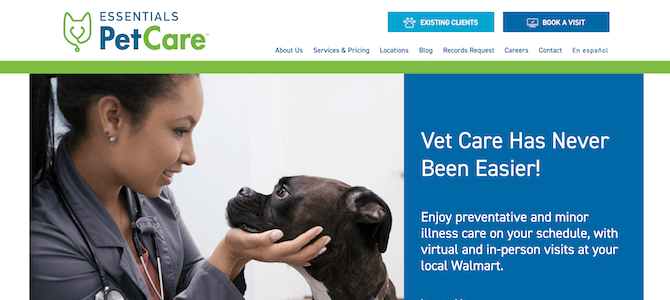 ESSENTIALS
PetCare
EXISTING CLIENTS
BOOK A VISIT
About Us Services & Pricing Locations Blog Records Request Careers Contact En español
Vet Care Has Never
Been Easier!
Enjoy preventative and minor
illness care on your schedule, with
virtual and in-person visits at your
local Walmart.